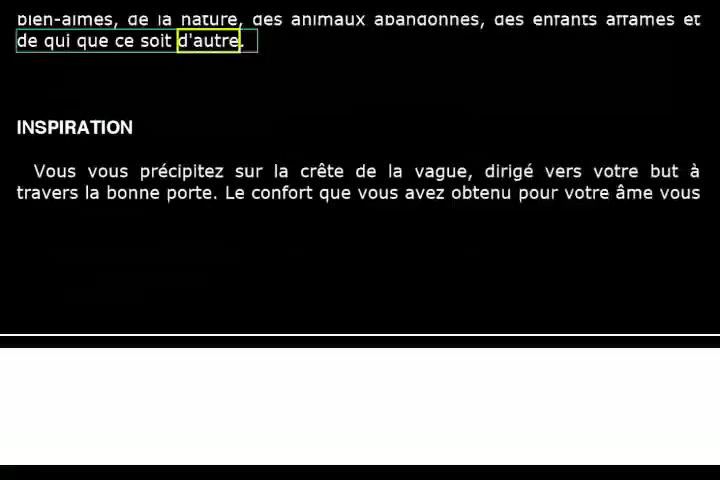 bien-aimés, de la nature, des animaux abandonnés, des enfants affamés et
de qui que ce soit d'autre.
INSPIRATION
Vous vous précipitez sur la crête de la vague, dirigé vers votre but à
travers la bonne porte. Le confort que vous avez obtenu pour votre âme vous